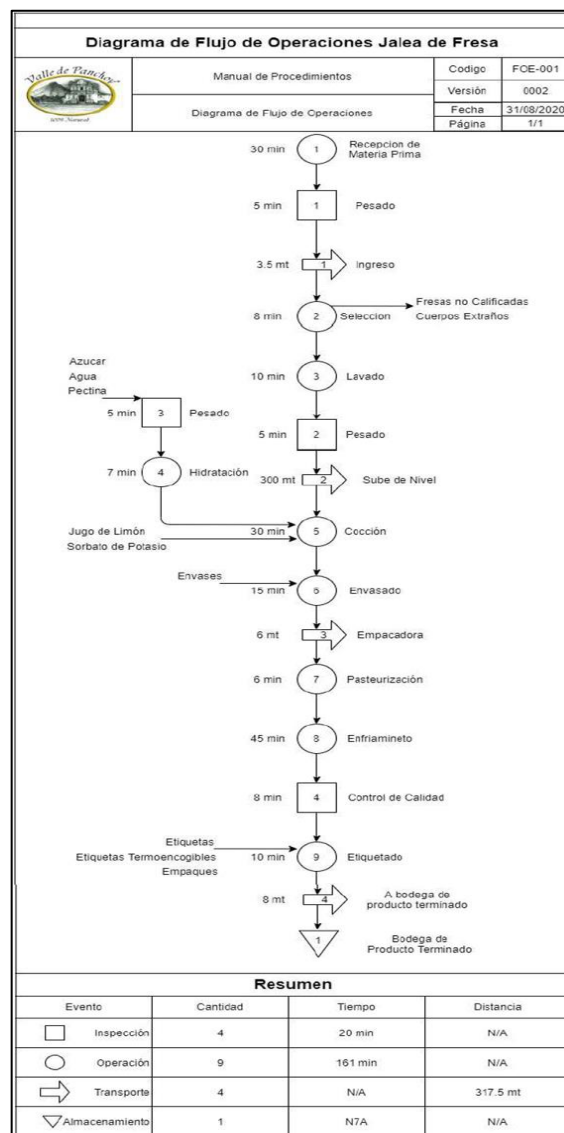 Diagrama de Flujo de Operaciones Jalea de Fresa
Valle de Panchoy
100% Natural
Manual de Procedimientos
Diagrama de Flujo de Operaciones
Codigo FOE-001
Versión 0002
Fecha 31/08/2020
Página 1/1
30 min 1 Recepcion de
Materia Prima
5 min 1 Pesado
3.5 mt 1 Ingreso
8 min 2 Seleccion
Fresas no Calificadas
Cuerpos Extraños
10 min 3 Lavado
Azucar
Agua
Pectina
5 min 3 Pesado
5 min 2 Pesado
7 min 4 Hidratación
300 mt 2 Sube de Nivel
Jugo de Limón
Sorbato de Potasio
30 min 5 Cocción
Envases
15 min 6 Envasado
6 mt 3 Empacadora
6 min 7 Pasteurización
45 min 8 Enfriamineto
8 min 4 Control de Calidad
Etiquetas
Etiquetas Termoencogibles
Empaques
10 min 9 Etiquetado
8 mt 4 A bodega de
producto terminado
1 Bodega de
Producto Terminado
Resumen
Evento Cantidad Tiempo Distancia
Inspección 4 20 min N/A
Operación 9 161 min N/A
Transporte 4 N/A 317.5 mt
Almacenamiento 1 N7A N/A